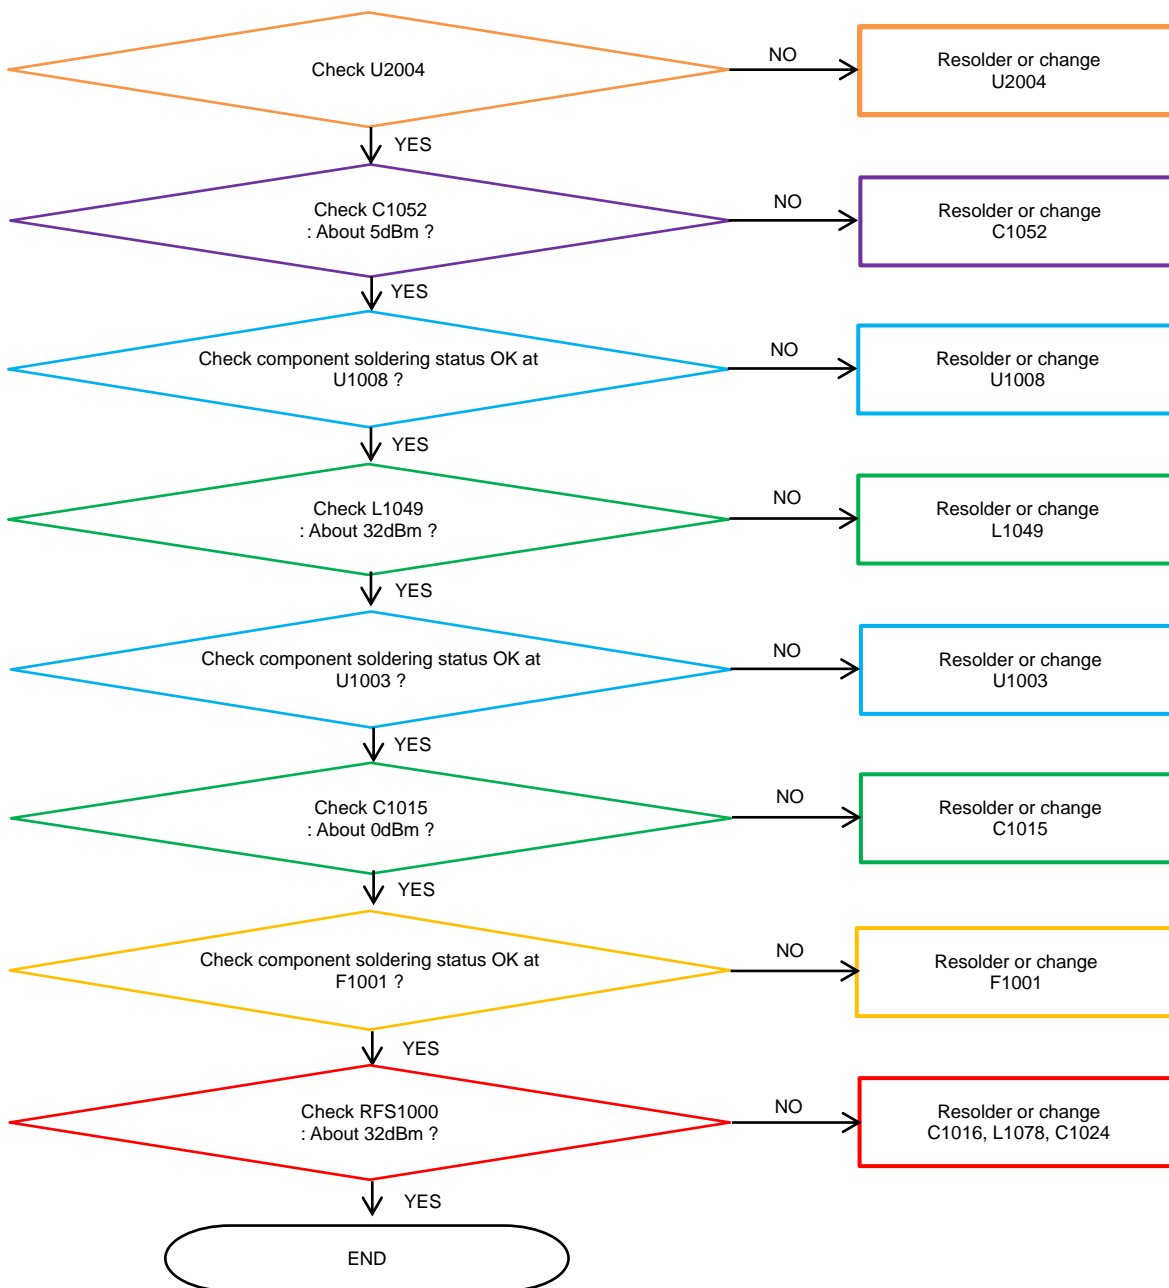 Check U2004
NO
Resolder or change
U2004
YES
Check C1052
: About 5dBm ?
NO
Resolder or change
C1052
YES
Check component soldering status OK at
U1008 ?
NO
Resolder or change
U1008
YES
Check L1049
: About 32dBm ?
NO
Resolder or change
L1049
YES
Check component soldering status OK at
U1003 ?
NO
Resolder or change
U1003
YES
Check C1015
: About 0dBm ?
NO
Resolder or change
C1015
YES
Check component soldering status OK at
F1001 ?
NO
Resolder or change
F1001
YES
Check RFS1000
: About 32dBm ?
NO
Resolder or change
C1016, L1078, C1024
YES
END